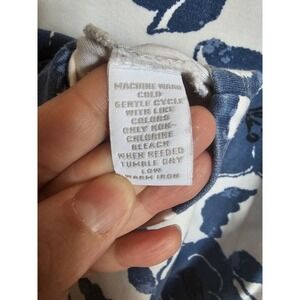 MACHINE WASH
COLD
GENTLE CYCLE
WITH LIKE
COLORS
ONLY NON-
CHLORINE
BLEACH
WHEN NEEDED
TUMBLE DRY
LOW
WARM IRON